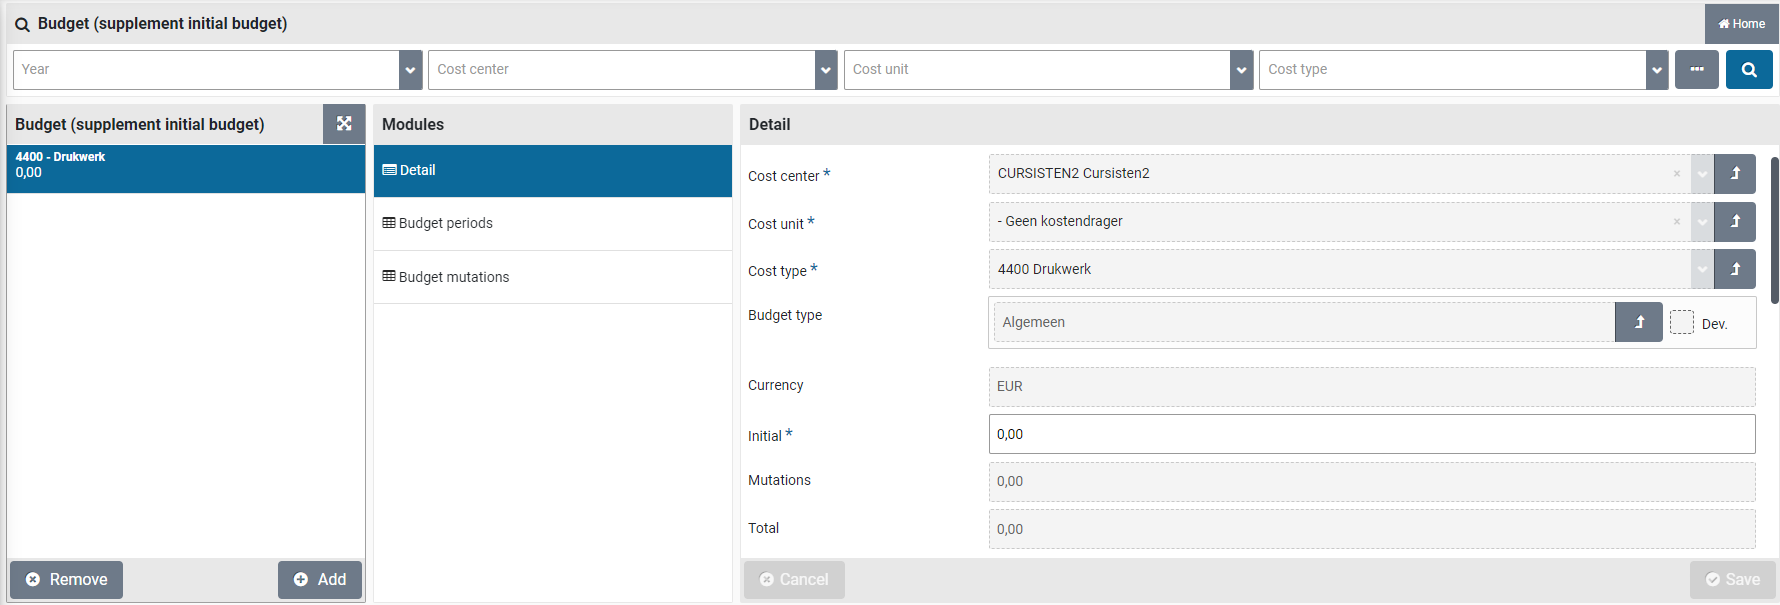 Budget (supplement initial budget)
Home
Year
Cost center
Cost unit
Cost type
Budget (supplement initial budget)
4400 - Drukwerk
0,00
Remove
Add
Modules
Detail
Budget periods
Budget mutations
Detail
Cost center * CURSISTEN2 Cursisten2
Cost unit * - Geen kostendrager
Cost type * 4400 Drukwerk
Budget type Algemeen Dev.
Currency EUR
Initial * 0,00
Mutations 0,00
Total 0,00
Cancel
Save